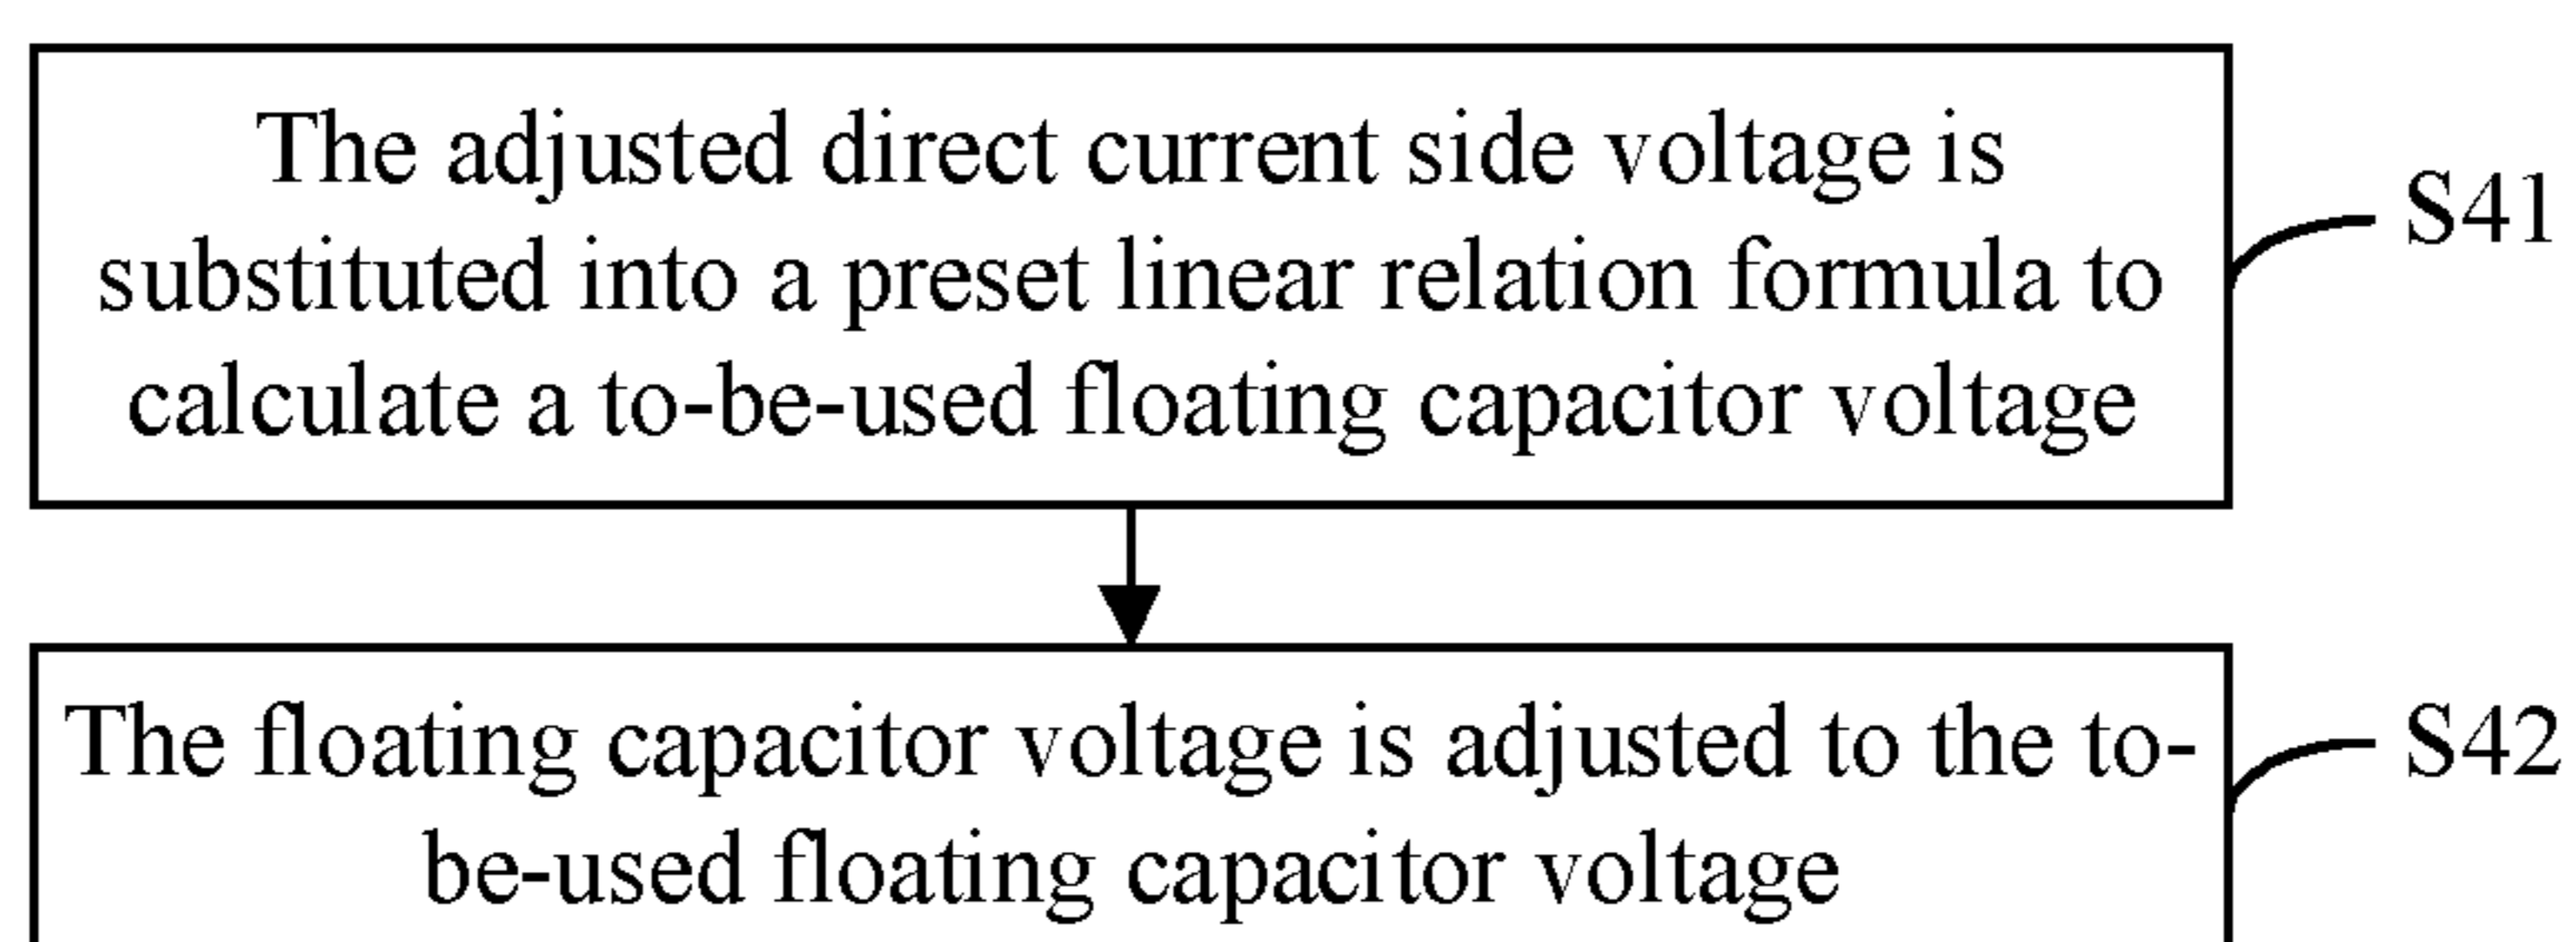 The adjusted direct current side voltage is
substituted into a preset linear relation formula to
calculate a to-be-used floating capacitor voltage
S41
The floating capacitor voltage is adjusted to the to-
be-used floating capacitor voltage
S42